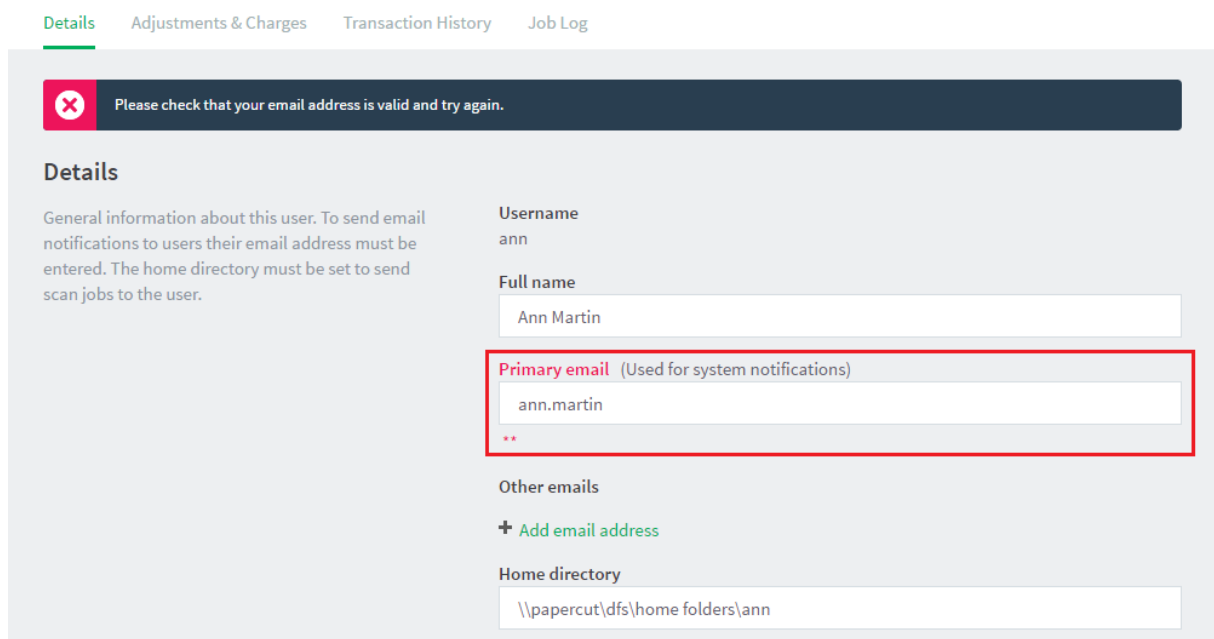 Details Adjustments & Charges Transaction History Job Log
Please check that your email address is valid and try again.
Details
General information about this user. To send email
notifications to users their email address must be
entered. The home directory must be set to send
scan jobs to the user.
Username
ann
Full name
Ann Martin
Primary email (Used for system notifications)
ann.martin
**
Other emails
+ Add email address
Home directory
\\papercut\dfs\home folders\ann